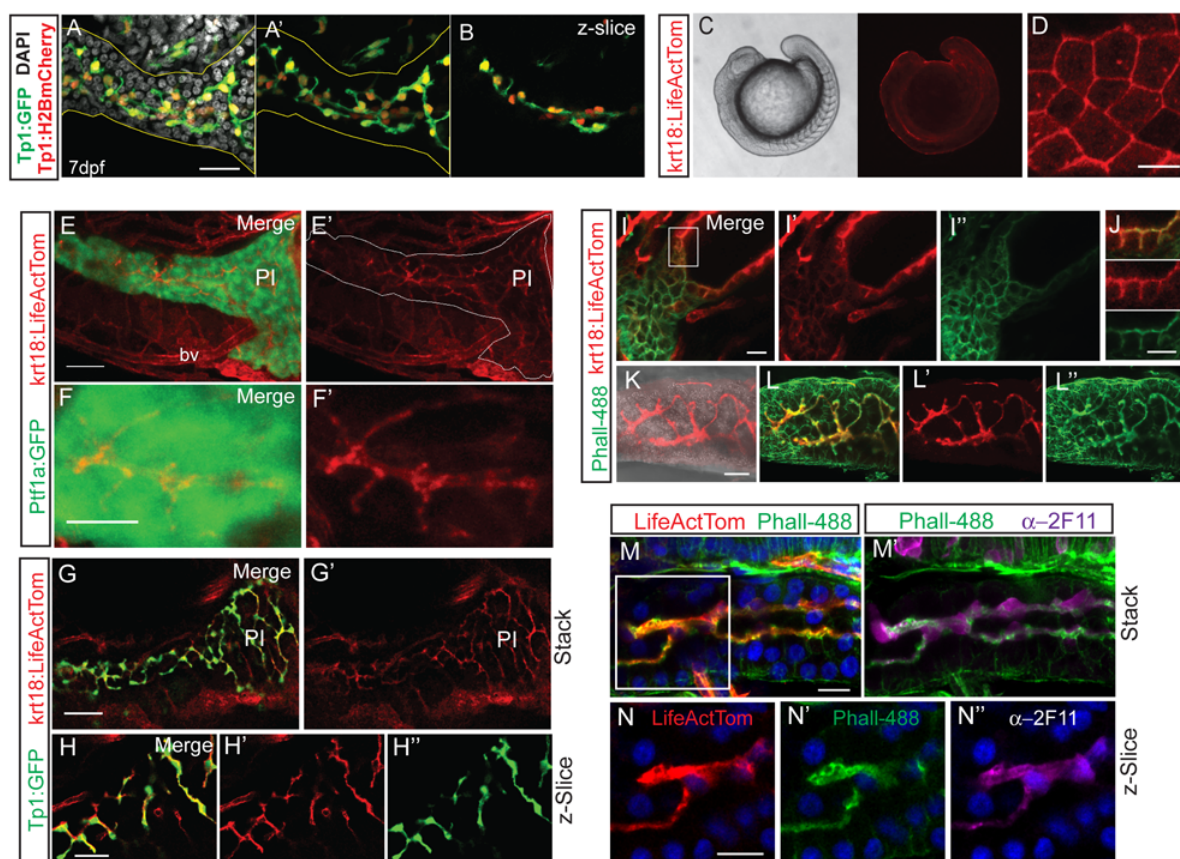 Tp1:GFP DAPI
Tp1:H2BmCherry
A
7dpf
A'
B
z-slice
krt18:LifeActTom
C
D
krt18:LifeActTom
Ptf1a:GFP
E
Merge
PI
bv
E'
PI
F
Merge
F'
krt18:LifeActTom
Tp1:GFP
G
Merge
PI
G'
PI
Stack
H
Merge
H'
H''
z-Slice
Phall-488 krt18:LifeActTom
I
Merge
I'
I''
J
K
L
L'
L''
LifeActTom Phall-488
Phall-488 α–2F11
M
M'
Stack
N
LifeActTom
N'
Phall-488
N''
α–2F11
z-Slice